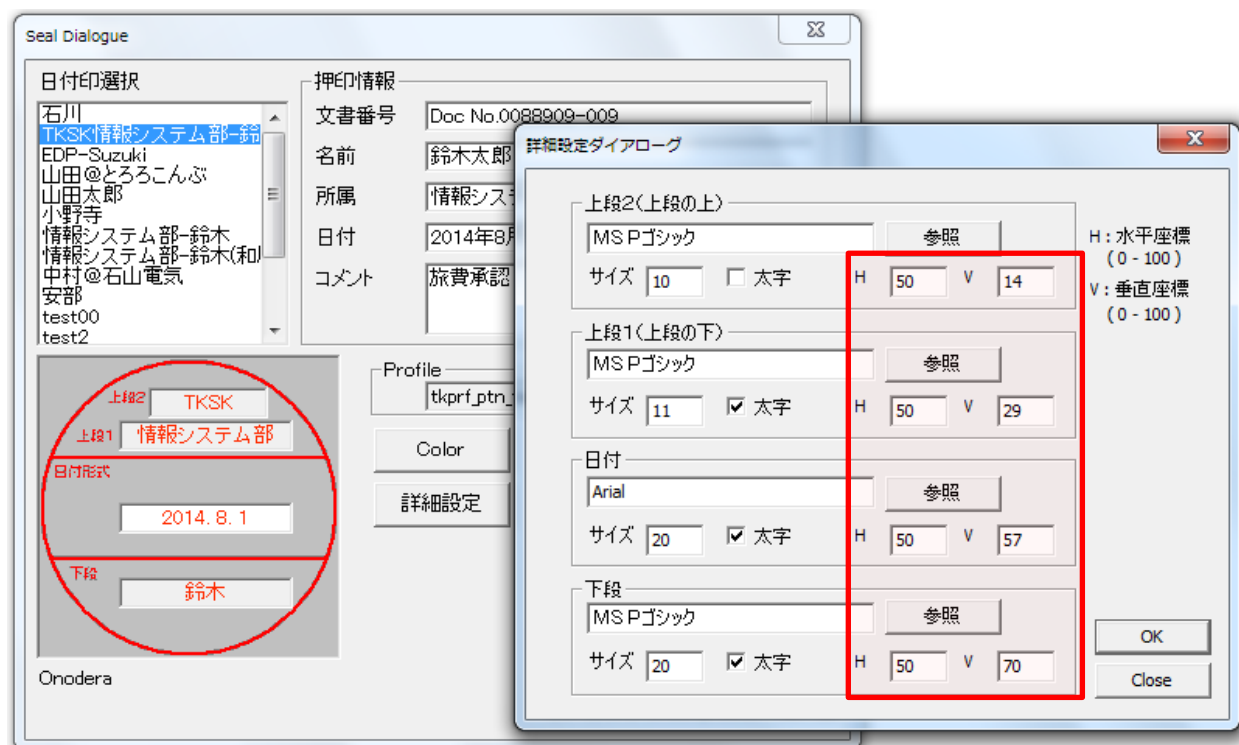 Seal Dialogue
日付印選択
石川
TKSK情報システム部-鈴
EDP-Suzuki
山田@とろろこんぶ
山田太郎
小野寺
情報システム部-鈴木
情報システム部-鈴木(和
中村@石山電気
安部
test00
test2
押印情報
文書番号 Doc No.0088909-009
名前 鈴木太郎
所属 情報シス
日付 2014年8
コメント 旅費承認
上段2 TKSK
上段1 情報システム部
日付形式
2014. 8. 1
下段
鈴木
Onodera
Profile
tkprf_ptn_
Color
詳細設定
詳細設定ダイアローグ
上段2(上段の上)
MS Pゴシック 参照
サイズ 10 太字 H 50 V 14
上段1(上段の下)
MS Pゴシック 参照
サイズ 11 太字 H 50 V 29
日付
Arial 参照
サイズ 20 太字 H 50 V 57
下段
MS Pゴシック 参照
サイズ 20 太字 H 50 V 70
H : 水平座標
( 0 - 100 )
V : 垂直座標
( 0 - 100 )
OK
Close